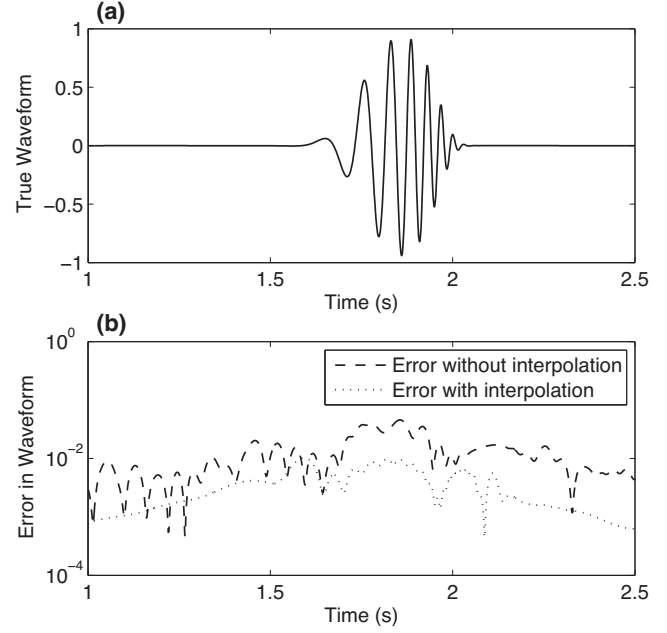 (a)
1
0.5
0
−0.5
−1
True Waveform
1
1.5
2
2.5
Time (s)
(b)
10^0
10^−2
10^−4
Error in Waveform
Error without interpolation
Error with interpolation
1
1.5
2
2.5
Time (s)